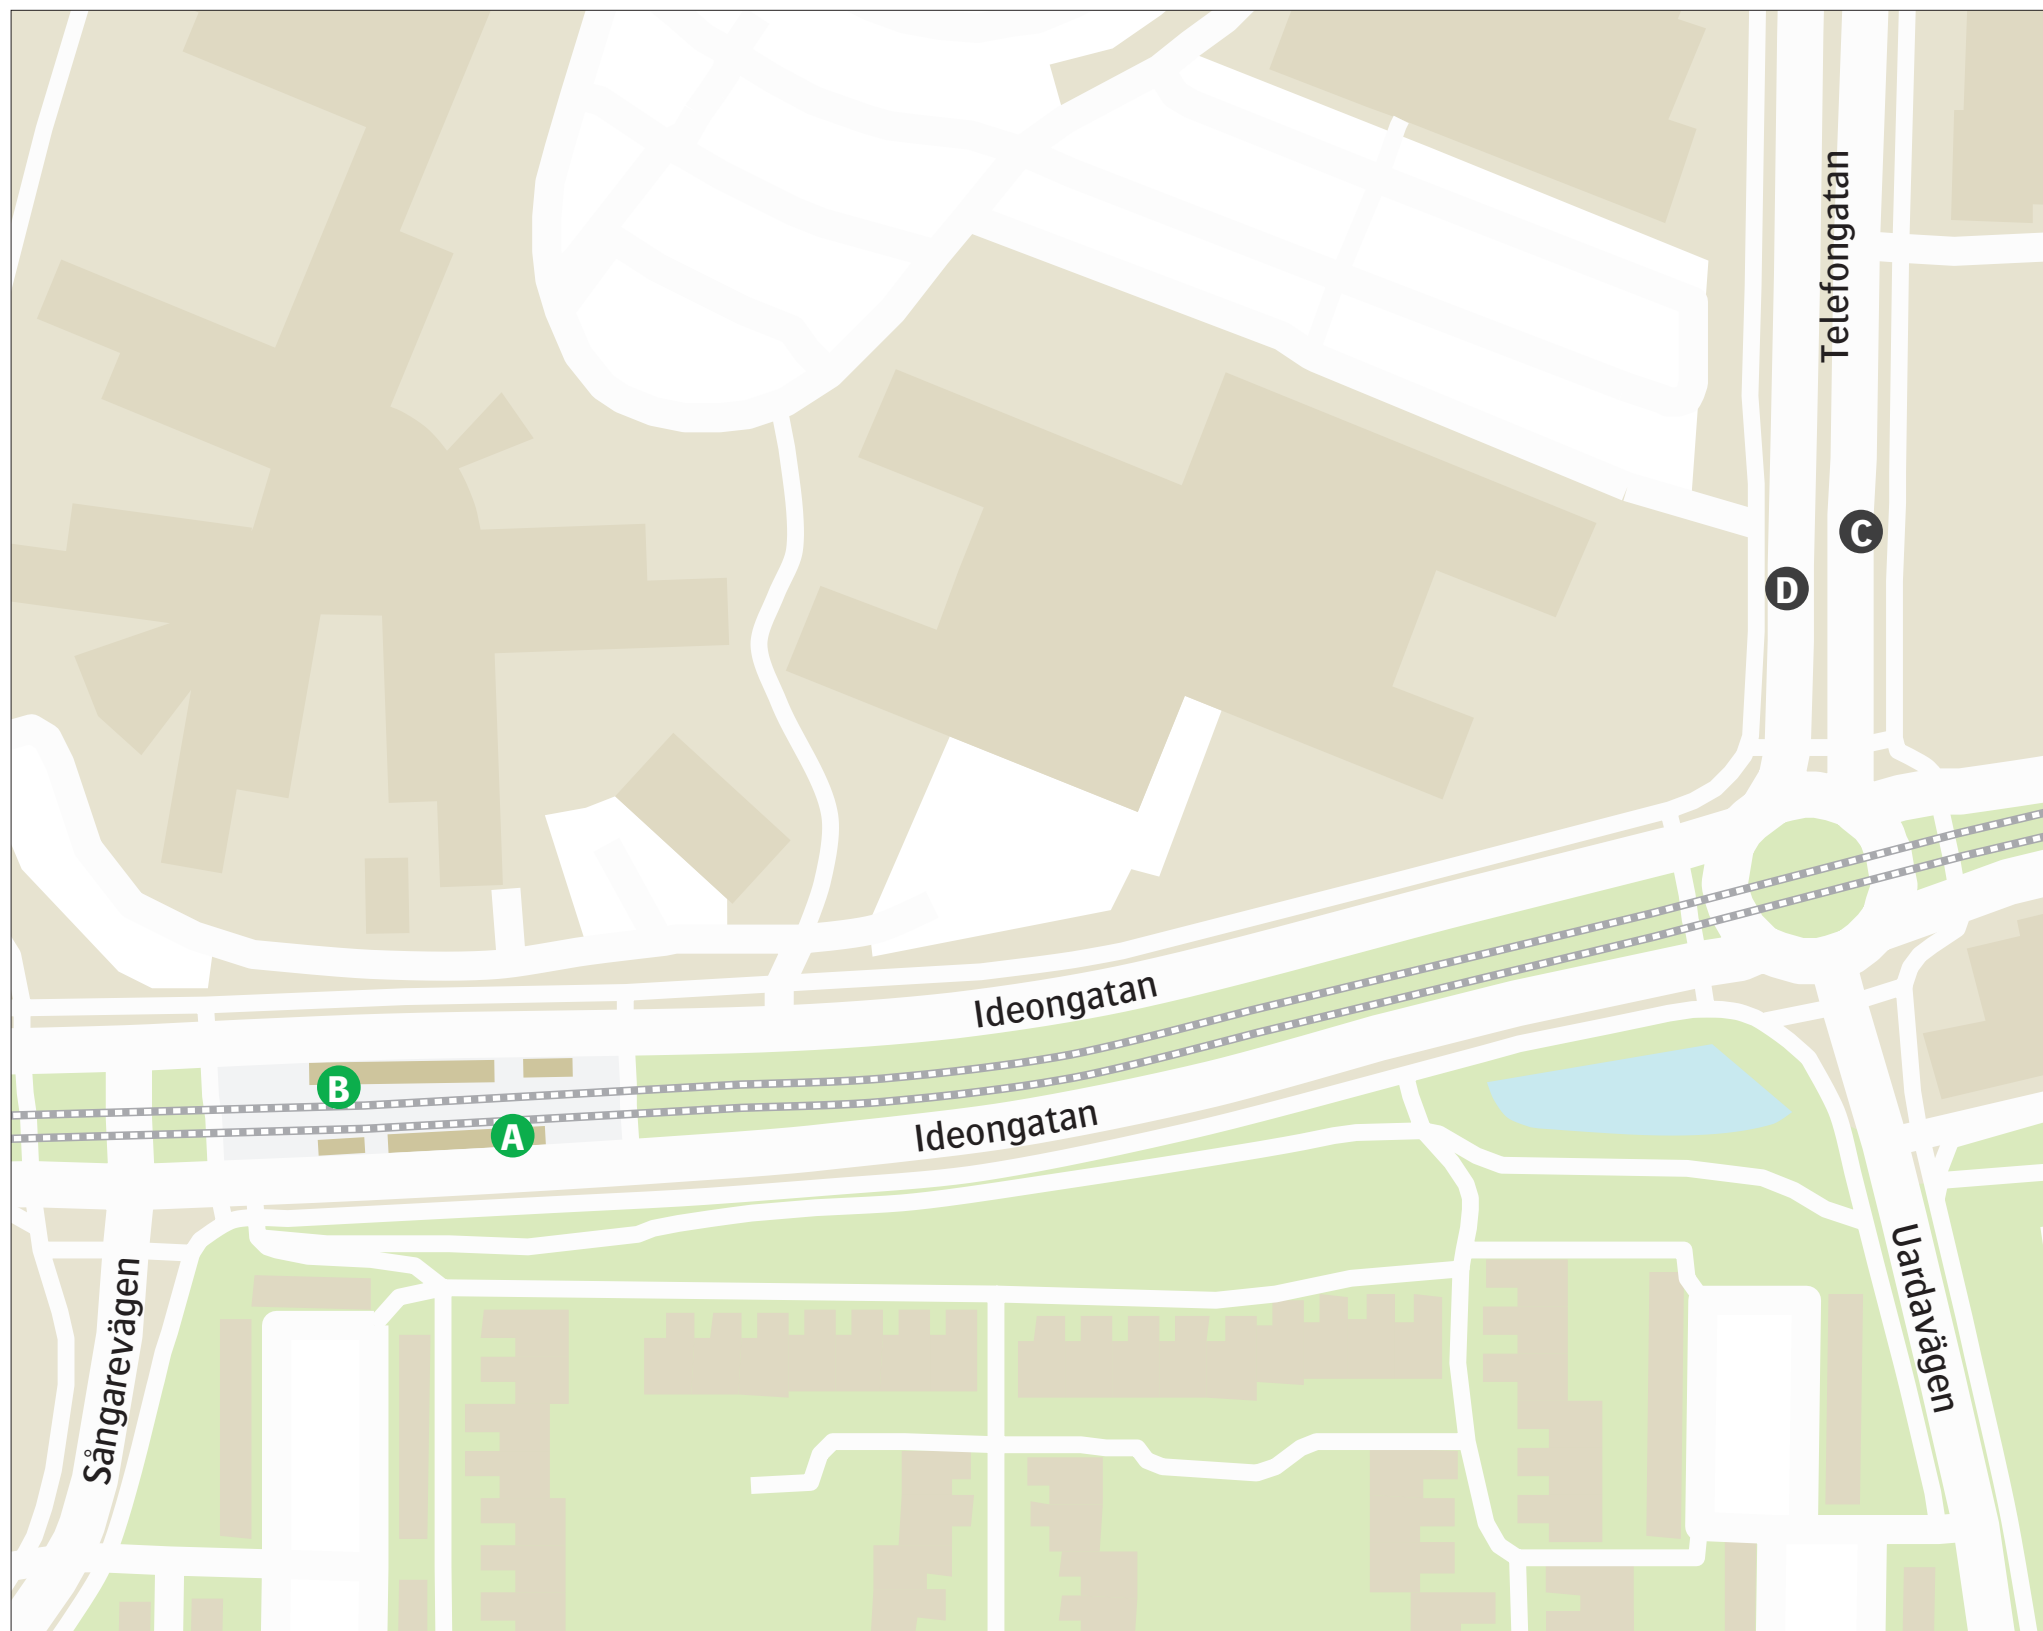 Telefongatan
C
D
Ideongatan
B
A
Ideongatan
Sångarevägen
Uardavägen